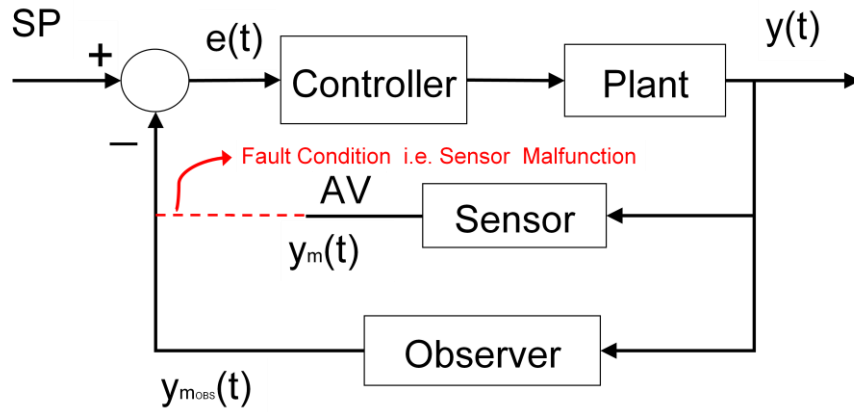 SP
+
e(t)
Controller
Plant
y(t)
−
Fault Condition i.e. Sensor Malfunction
AV
Sensor
ym(t)
Observer
ymOBS(t)